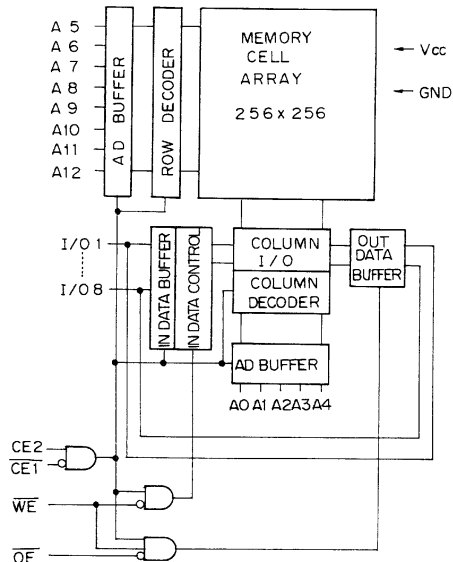 A 5
A 6
A 7
A 8
A 9
A10
A11
A12
AD BUFFER
ROW DECODER
MEMORY
CELL
ARRAY
256 x 256
Vcc
GND
I/O 1
I/O 8
IN DATA BUFFER
IN DATA CONTROL
COLUMN
I/O
COLUMN
DECODER
OUT
DATA
BUFFER
AD BUFFER
A0 A1 A2 A3 A4
CE2
CE1
WE
OE